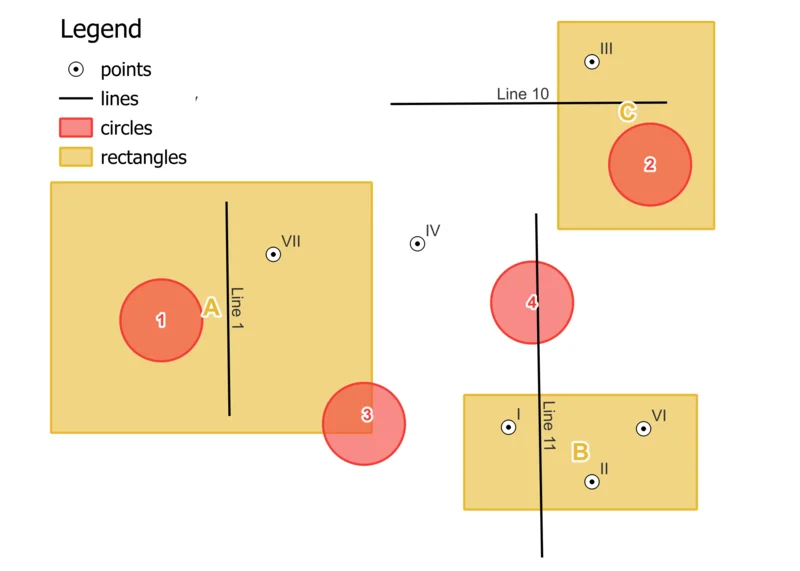 Legend
points
lines
circles
rectangles
III
Line 10
C
2
VII
IV
A
Line 1
1
4
3
I
Line 11
VI
B
II